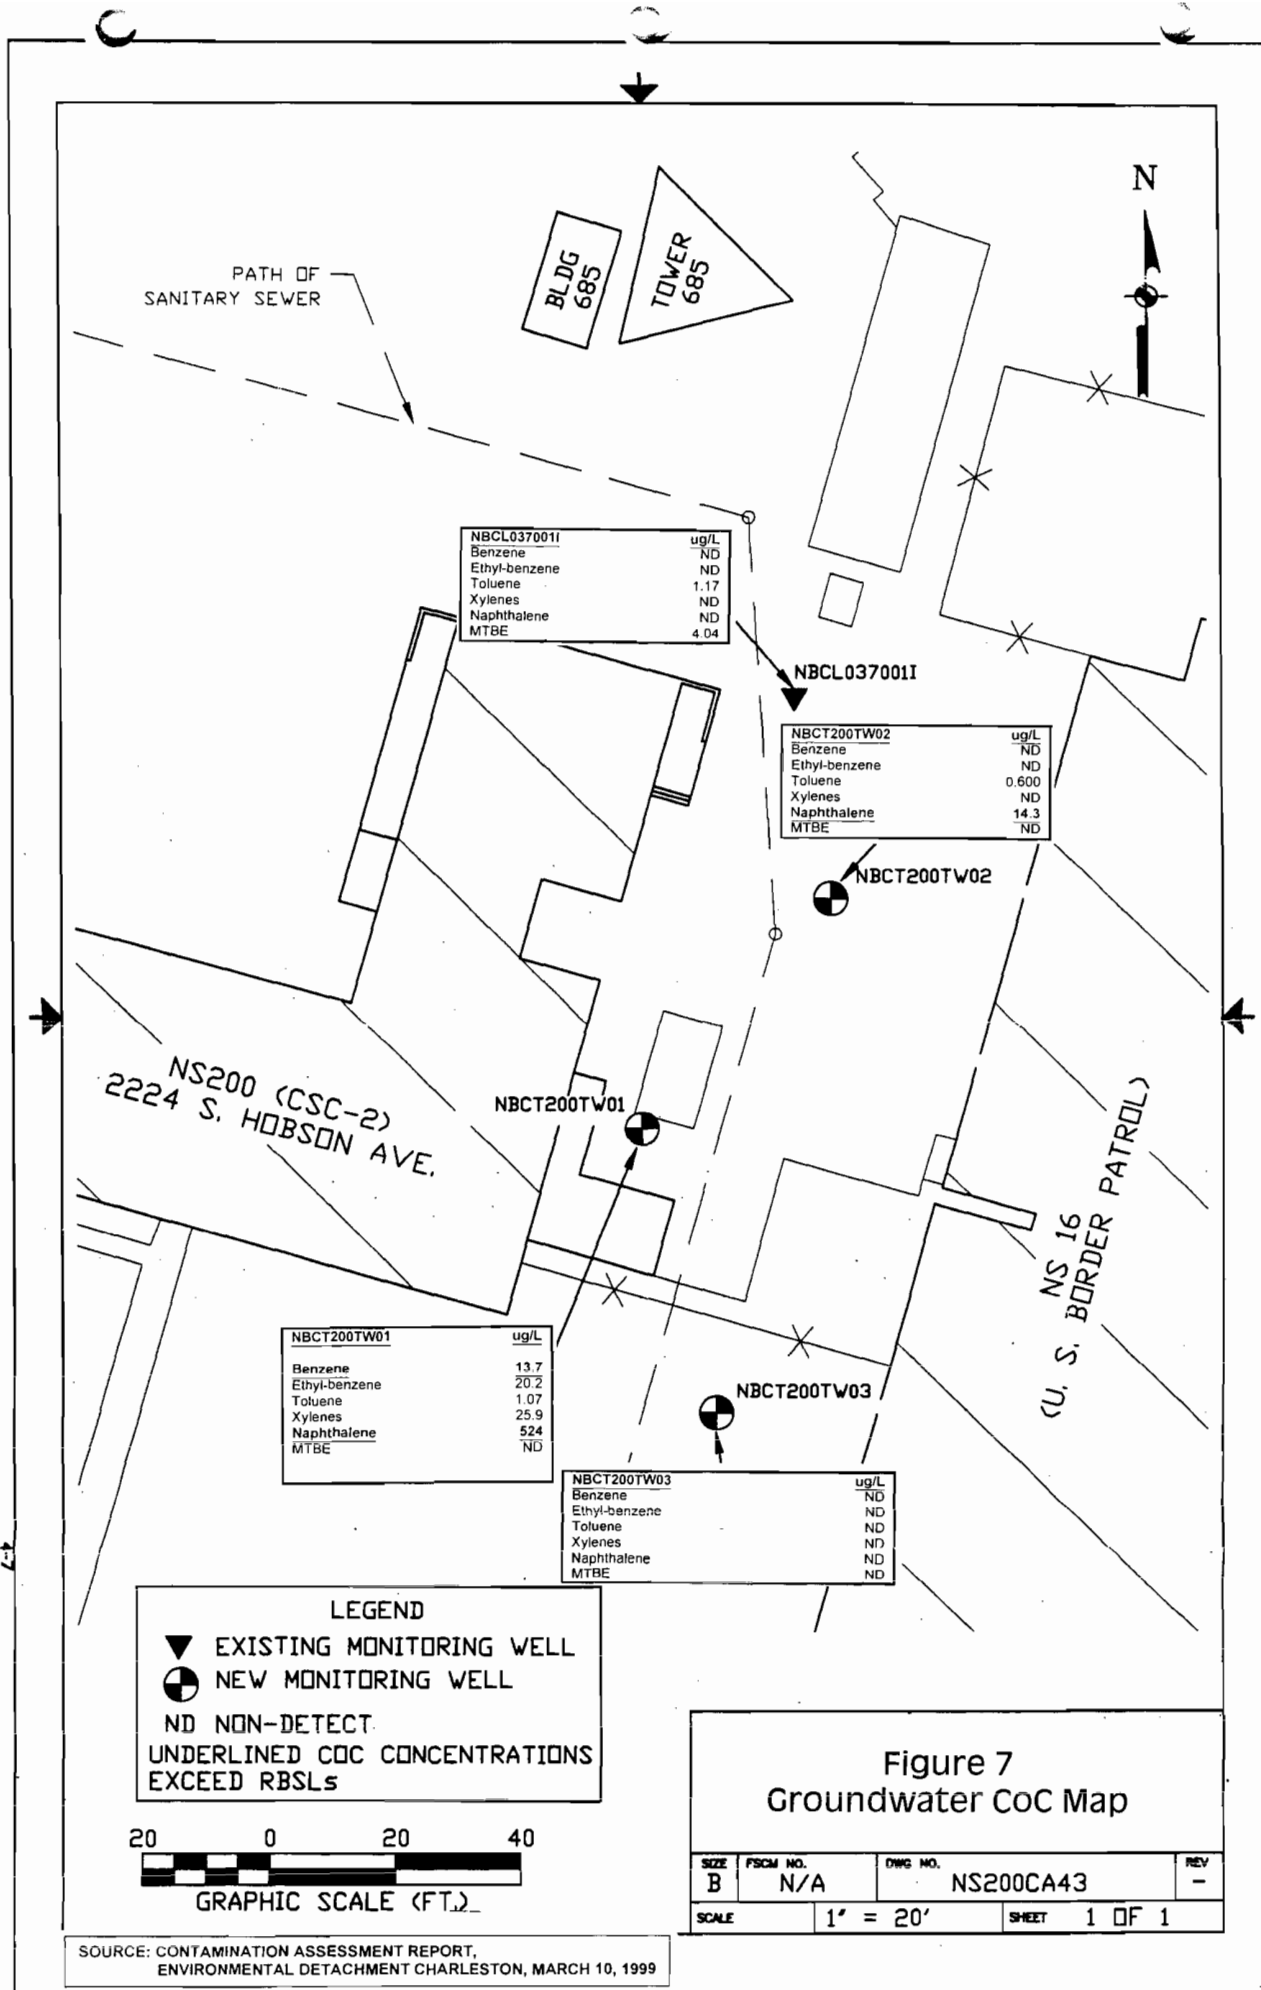 N
PATH OF
SANITARY SEWER
BLDG
685
TOWER
685
NBCL037001I ug/L
Benzene ND
Ethyl-benzene ND
Toluene 1.17
Xylenes ND
Naphthalene ND
MTBE 4.04
NBCL037001I
NBCT200TW02 ug/L
Benzene ND
Ethyl-benzene ND
Toluene 0.600
Xylenes ND
Naphthalene 14.3
MTBE ND
NBCT200TW02
NS200 (CSC-2)
2224 S. HOBSON AVE.
NBCT200TW01
NS 16
(U. S. BORDER PATROL)
NBCT200TW01 ug/L
Benzene 13.7
Ethyl-benzene 20.2
Toluene 1.07
Xylenes 25.9
Naphthalene 524
MTBE ND
NBCT200TW03
NBCT200TW03 ug/L
Benzene ND
Ethyl-benzene ND
Toluene ND
Xylenes ND
Naphthalene ND
MTBE ND
4-7
LEGEND
EXISTING MONITORING WELL
NEW MONITORING WELL
ND NON-DETECT
UNDERLINED COC CONCENTRATIONS
EXCEED RBSLs
20 0 20 40
GRAPHIC SCALE (FT.)
Figure 7
Groundwater CoC Map
SIZE FSCM NO. DWG NO. REV
B N/A NS200CA43 -
SCALE 1" = 20' SHEET 1 OF 1
SOURCE: CONTAMINATION ASSESSMENT REPORT,
ENVIRONMENTAL DETACHMENT CHARLESTON, MARCH 10, 1999